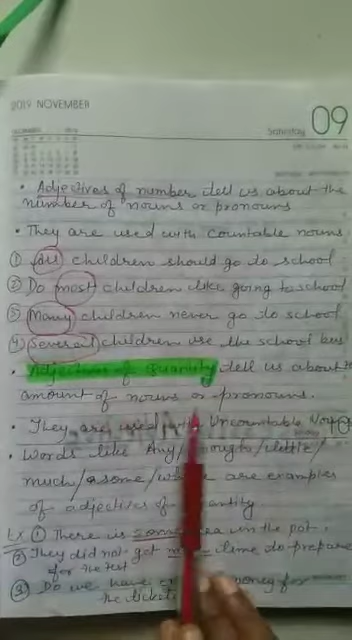 2019 NOVEMBER
Saturday 09
• Adjectives of number tell us about the
number of nouns or pronouns
• They are used with countable nouns.
① All children should go to school
② Do most children like going to school
③ Many children never go to school
④ Several children use the school bus
• Adjectives of quantity tell us about
amount of nouns or pronouns.
• They are used Uncountable
• Words like Any/enough/little/
much/some/ are examples
of adjectives of quantity
Ex ① There is some in the pot.
② They did not get time to prepare
for the test
③ Do we have money for
the tickets